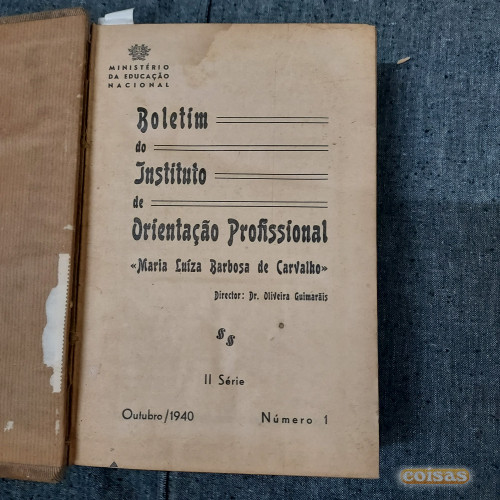 MINISTÉRIO
DA EDUCAÇÃO
NACIONAL
Boletim
do
Instituto
de
Orientação Profissional
«Maria Luíza Barbosa de Carvalho»
Director: Dr. Oliveira Guimarãis
§§
II Série
Outubro/1940 Número 1
coisas